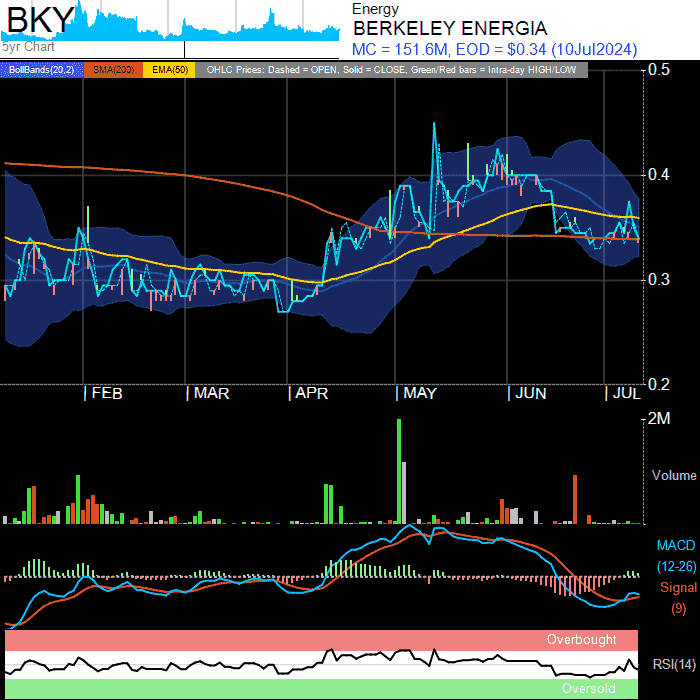 BKY
5yr Chart
Energy
BERKELEY ENERGIA
MC = 151.6M, EOD = $0.34 (10Jul2024)
BollBands(20,2) SMA(200) EMA(50) OHLC Prices: Dashed = OPEN, Solid = CLOSE, Green/Red bars = Intra-day HIGH/LOW
0.5
0.4
0.3
0.2
FEB MAR APR MAY JUN JUL
2M
Volume
MACD
(12-26)
Signal
(9)
Overbought
RSI(14)
Oversold